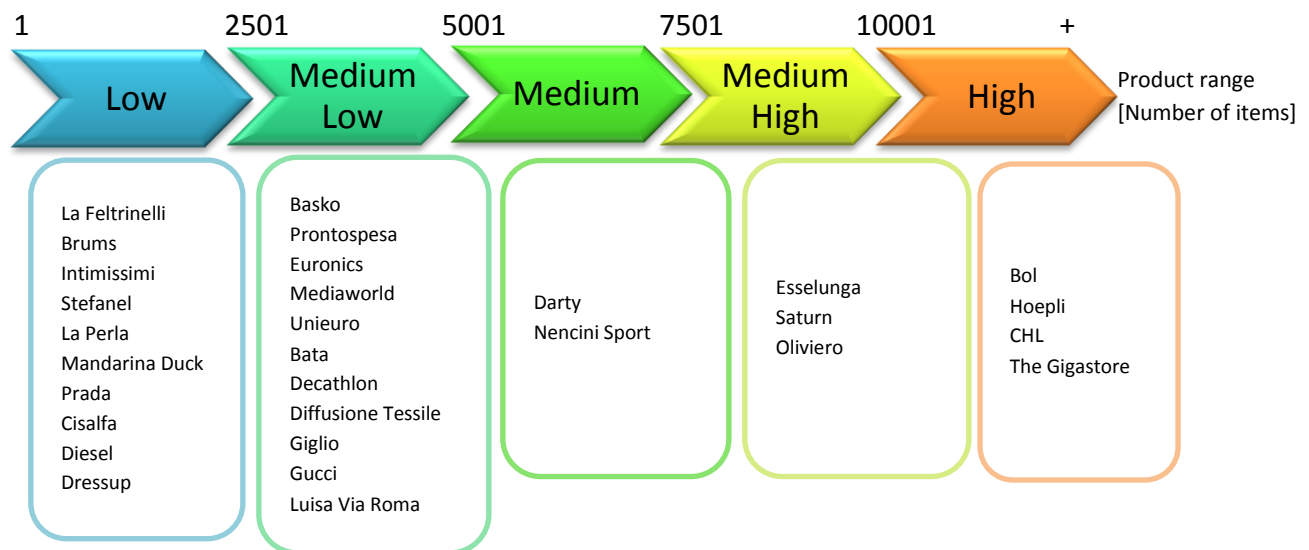 1 2501 5001 7501 10001 +
Low
Medium
Low
Medium
Medium
High
High
Product range
[Number of items]
La Feltrinelli
Brums
Intimissimi
Stefanel
La Perla
Mandarina Duck
Prada
Cisalfa
Diesel
Dressup
Basko
Prontospesa
Euronics
Mediaworld
Unieuro
Bata
Decathlon
Diffusione Tessile
Giglio
Gucci
Luisa Via Roma
Darty
Nencini Sport
Esselunga
Saturn
Oliviero
Bol
Hoepli
CHL
The Gigastore